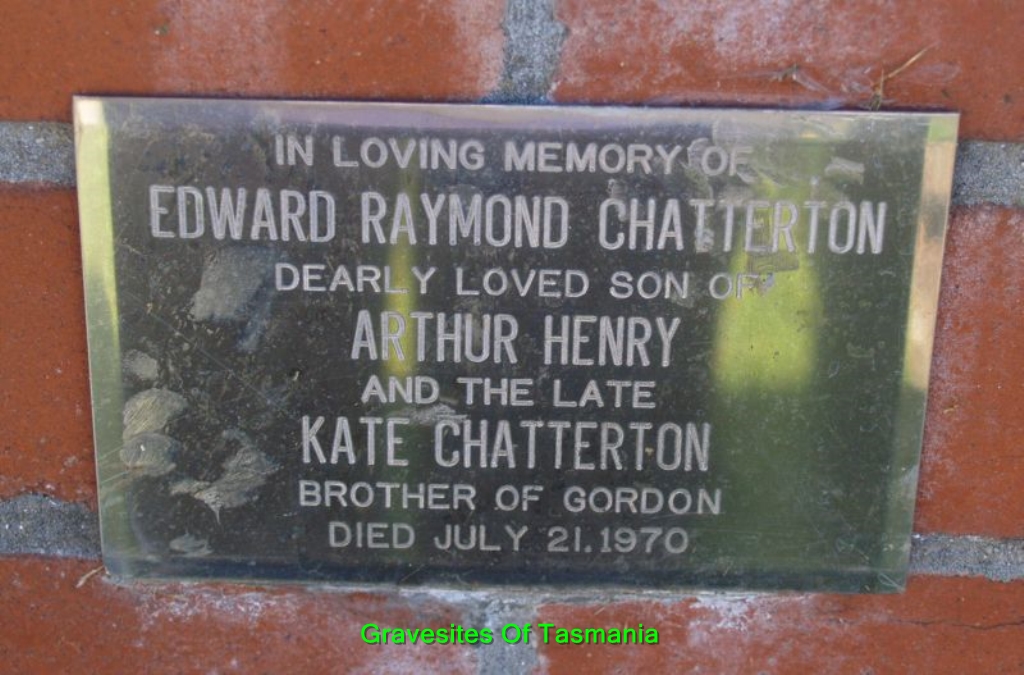 IN LOVING MEMORY OF
EDWARD RAYMOND CHATTERTON
DEARLY LOVED SON OF
ARTHUR HENRY
AND THE LATE
KATE CHATTERTON
BROTHER OF GORDON
DIED JULY 21.1970
Gravesites Of Tasmania